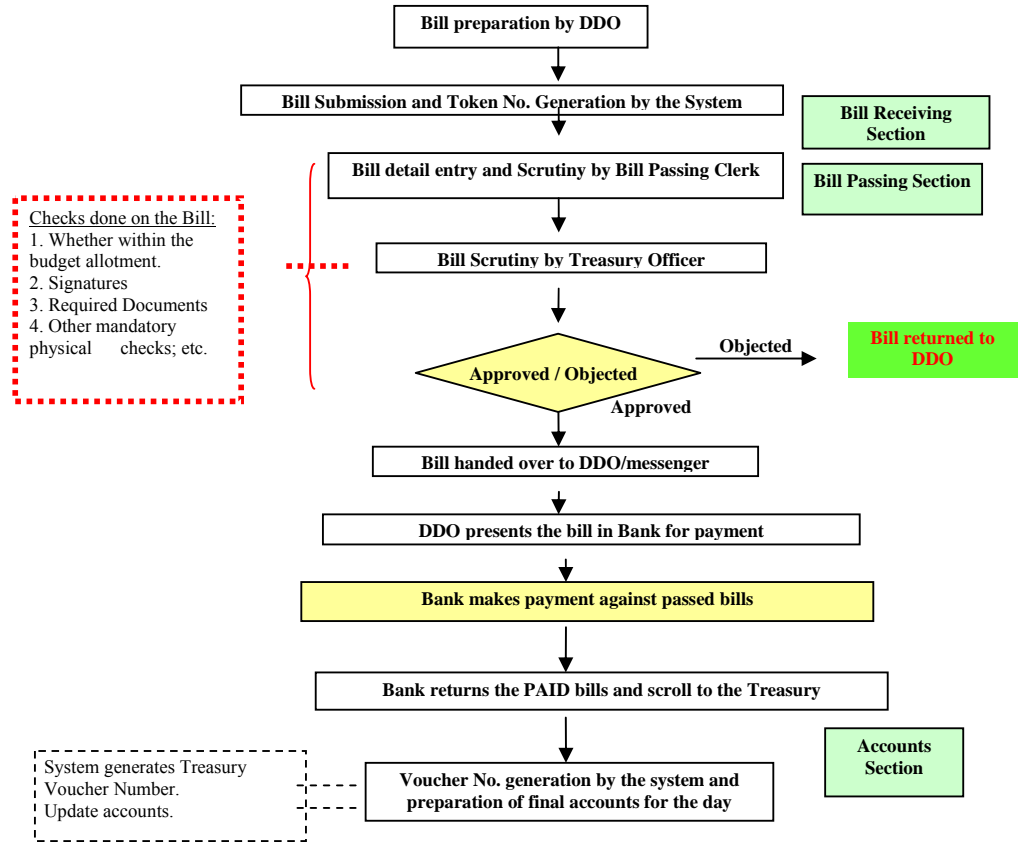 Bill preparation by DDO
Bill Submission and Token No. Generation by the System
Bill Receiving
Section
Bill detail entry and Scrutiny by Bill Passing Clerk
Bill Passing Section
Checks done on the Bill:
1. Whether within the
budget allotment.
2. Signatures
3. Required Documents
4. Other mandatory
physical checks; etc.
Bill Scrutiny by Treasury Officer
Approved / Objected
Objected
Bill returned to
DDO
Approved
Bill handed over to DDO/messenger
DDO presents the bill in Bank for payment
Bank makes payment against passed bills
Bank returns the PAID bills and scroll to the Treasury
Accounts
Section
System generates Treasury
Voucher Number.
Update accounts.
Voucher No. generation by the system and
preparation of final accounts for the day